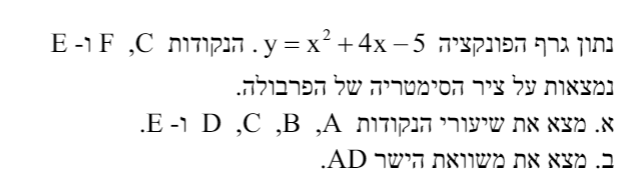 נתון גרף הפונקציה y = x² + 4x – 5 . הנקודות C, F ו- E
נמצאות על ציר הסימטריה של הפרבולה.
א. מצא את שיעורי הנקודות A, B, C, D ו- E.
ב. מצא את משוואת הישר AD.